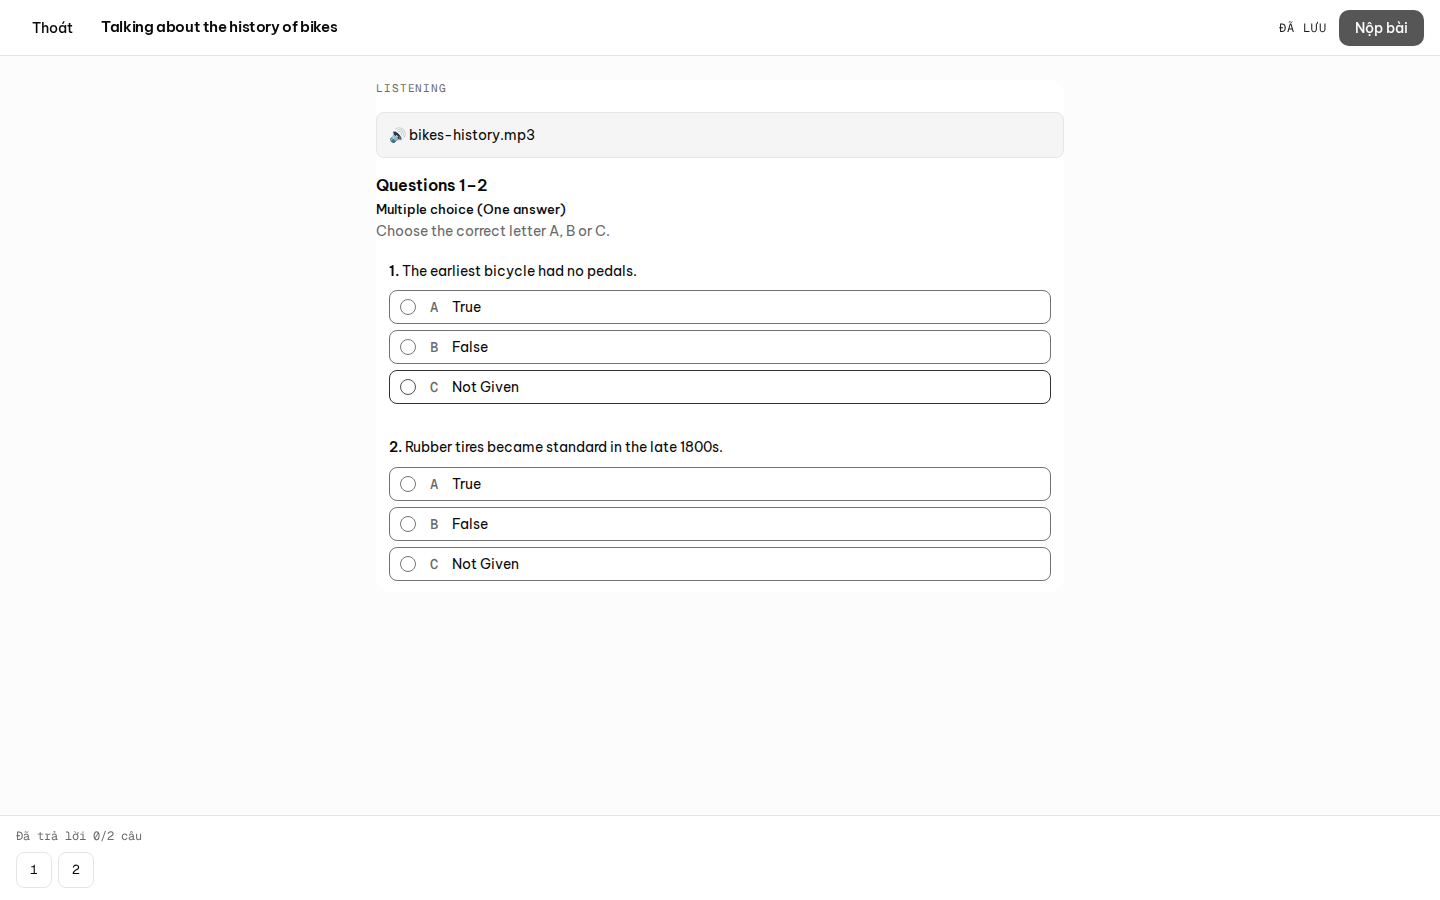 Thoát
Talking about the history of bikes
ĐÃ LƯU
Nộp bài
LISTENING
🔊 bikes-history.mp3
Questions 1–2
Multiple choice (One answer)
Choose the correct letter A, B or C.
1. The earliest bicycle had no pedals.
A True
B False
C Not Given
2. Rubber tires became standard in the late 1800s.
A True
B False
C Not Given
Đã trả lời 0/2 câu
1 2